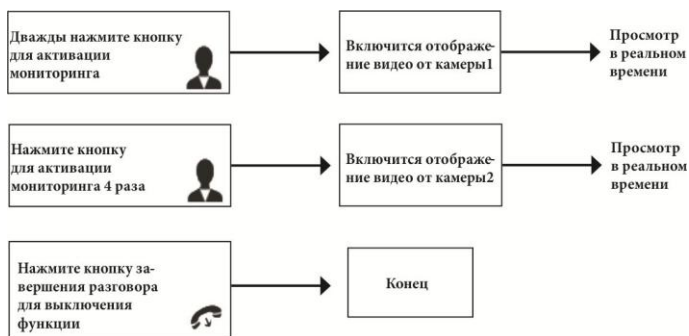 Дважды нажмите кнопку
для активации
мониторинга
Включится отображе-
ние видео от камеры1
Просмотр
в реальном
времени
Нажмите кнопку
для активации
мониторинга 4 раза
Включится отображе-
ние видео от камеры2
Просмотр
в реальном
времени
Нажмите кнопку за-
вершения разговора
для выключения
функции
Конец